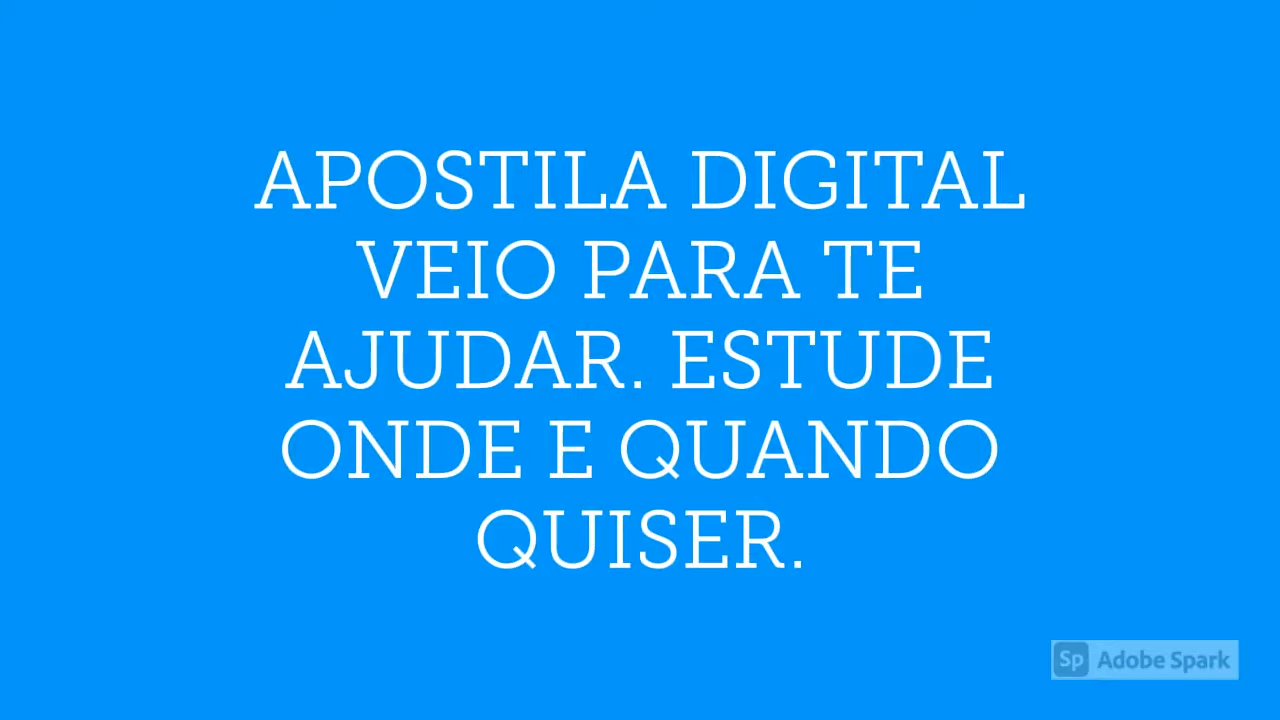 APOSTILA DIGITAL
VEIO PARA TE
AJUDAR. ESTUDE
ONDE E QUANDO
QUISER.
Sp Adobe Spark